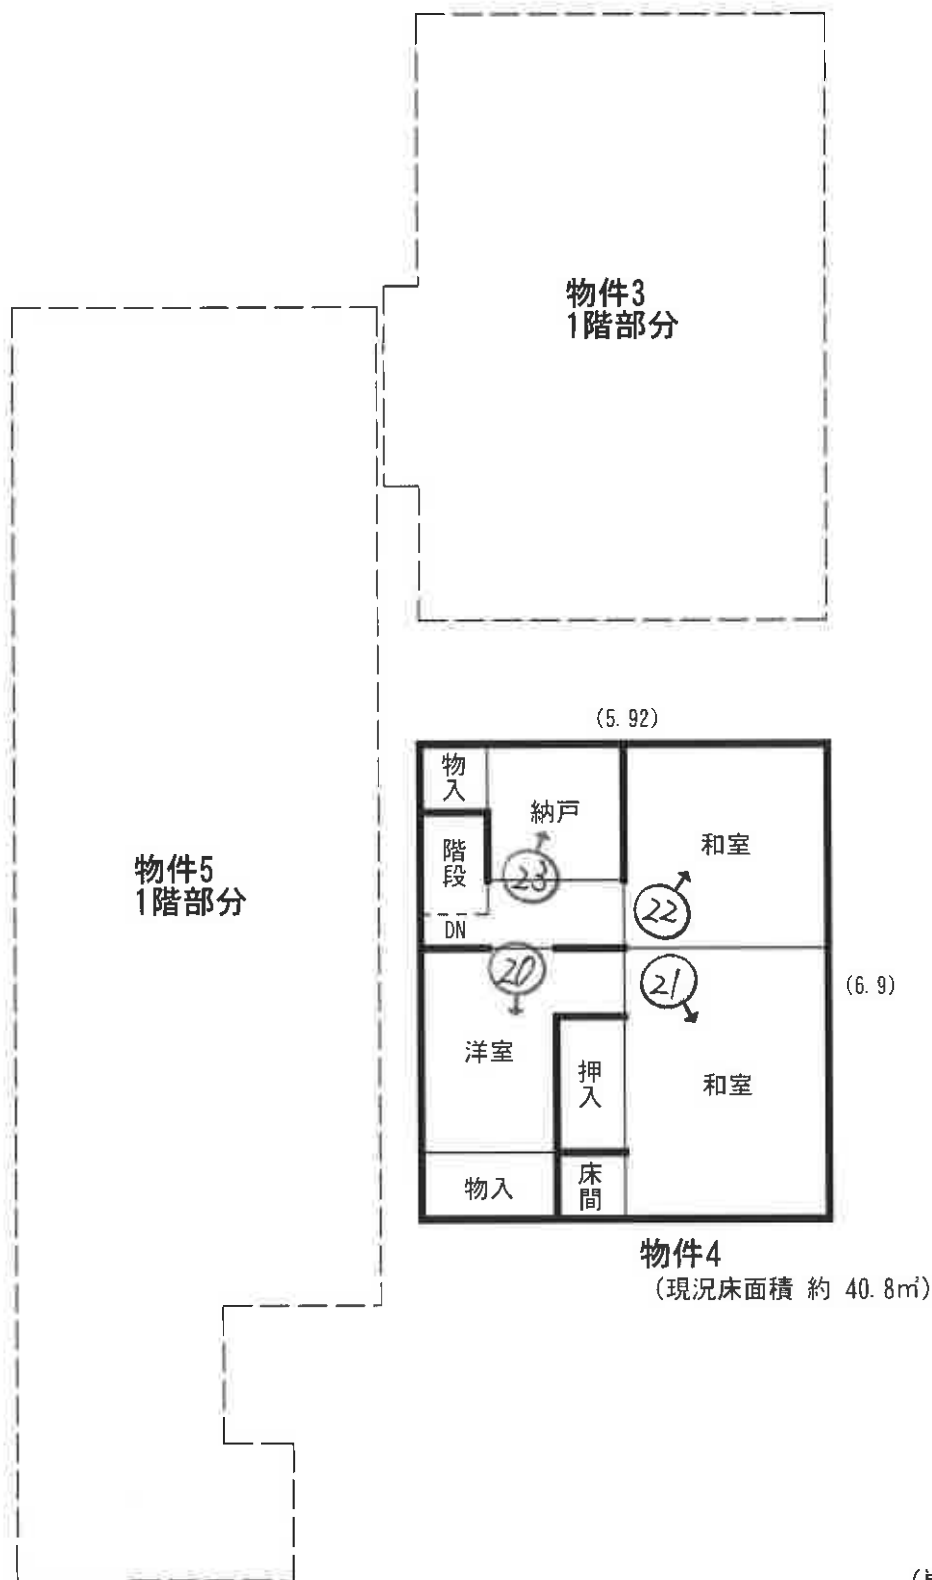 物件3
1階部分
物件5
1階部分
(5.92)
物入
納戸
和室
階段
23
22
DN
20
21
(6.9)
洋室
押入
和室
物入
床間
物件4
(現況床面積 約 40.8㎡)